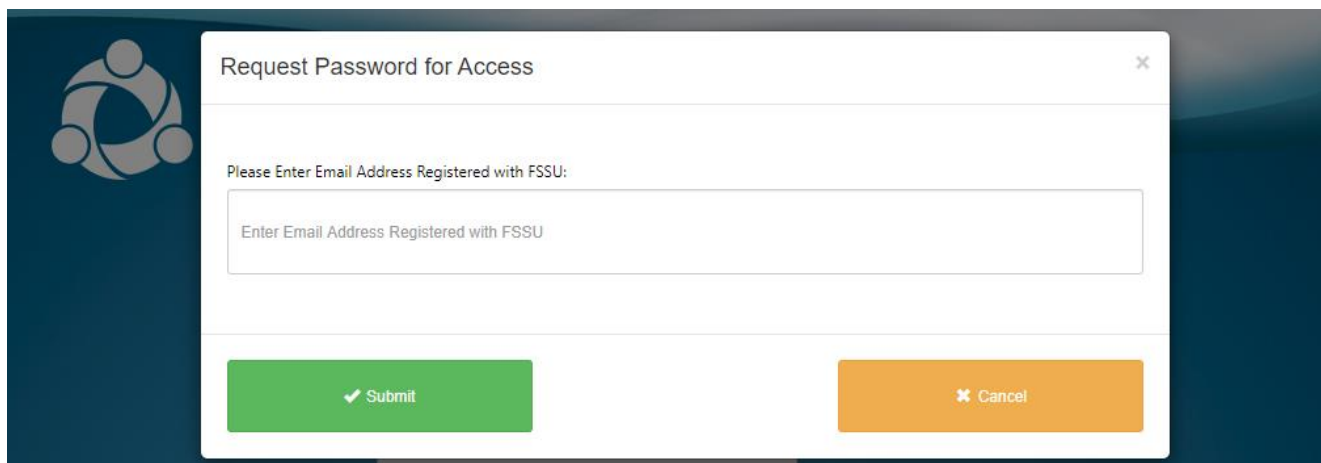 Request Password for Access ×
Please Enter Email Address Registered with FSSU:
Enter Email Address Registered with FSSU
✔ Submit
✖ Cancel